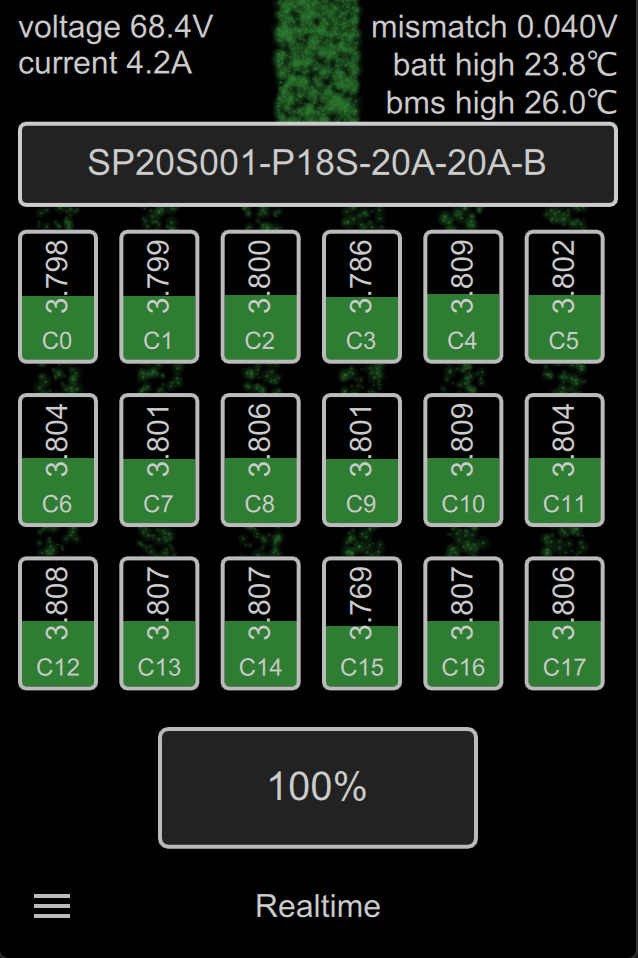 voltage 68.4V
current 4.2A
mismatch 0.040V
batt high 23.8℃
bms high 26.0℃
SP20S001-P18S-20A-20A-B
3.798 3.799 3.800 3.786 3.809 3.802
C0 C1 C2 C3 C4 C5
3.804 3.801 3.806 3.801 3.809 3.804
C6 C7 C8 C9 C10 C11
3.808 3.807 3.807 3.769 3.807 3.806
C12 C13 C14 C15 C16 C17
100%
Realtime